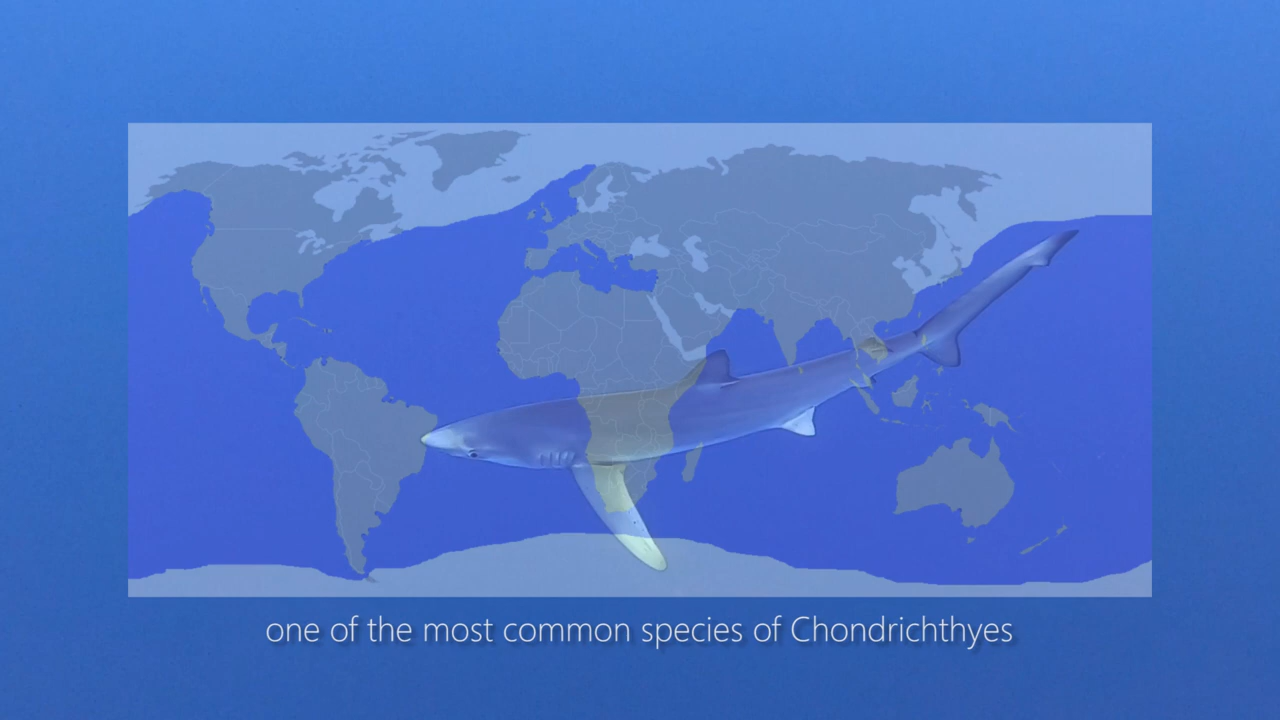 one of the most common species of Chondrichthyes